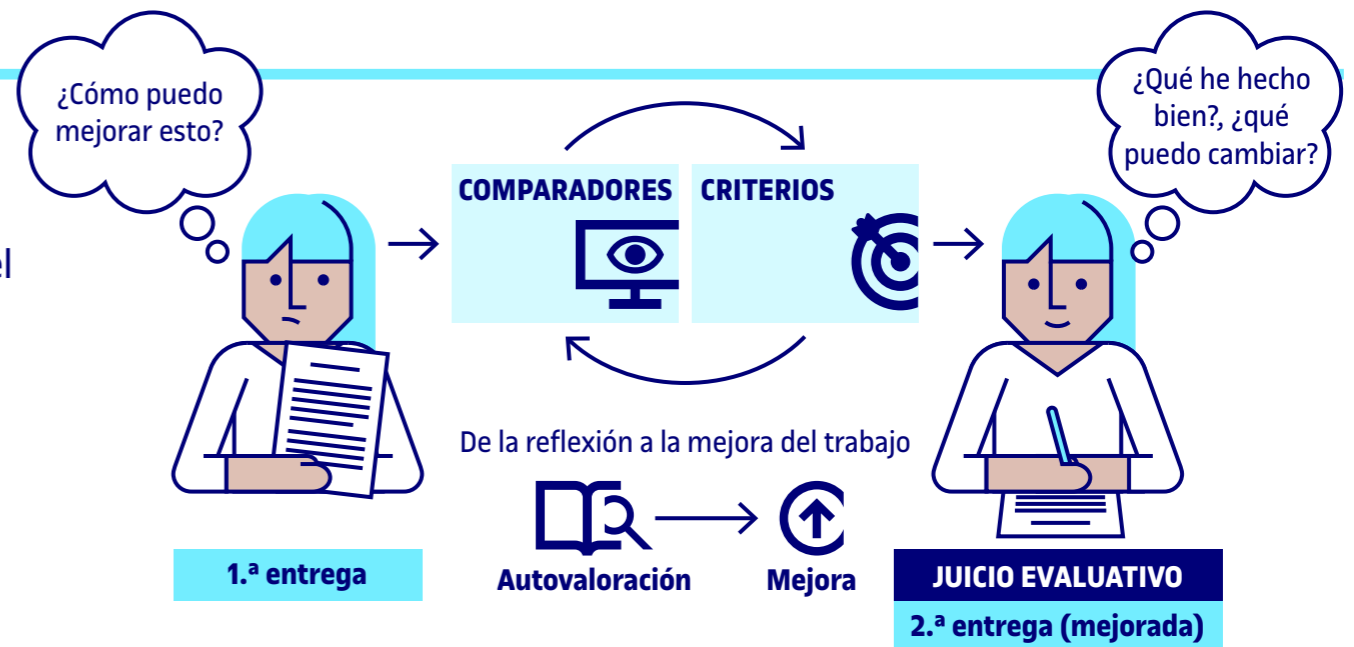 ¿Cómo puedo
mejorar esto?
¿Qué he hecho
bien?, ¿qué
puedo cambiar?
COMPARADORES
CRITERIOS
el
De la reflexión a la mejora del trabajo
Autovaloración
Mejora
1.ª entrega
JUICIO EVALUATIVO
2.ª entrega (mejorada)